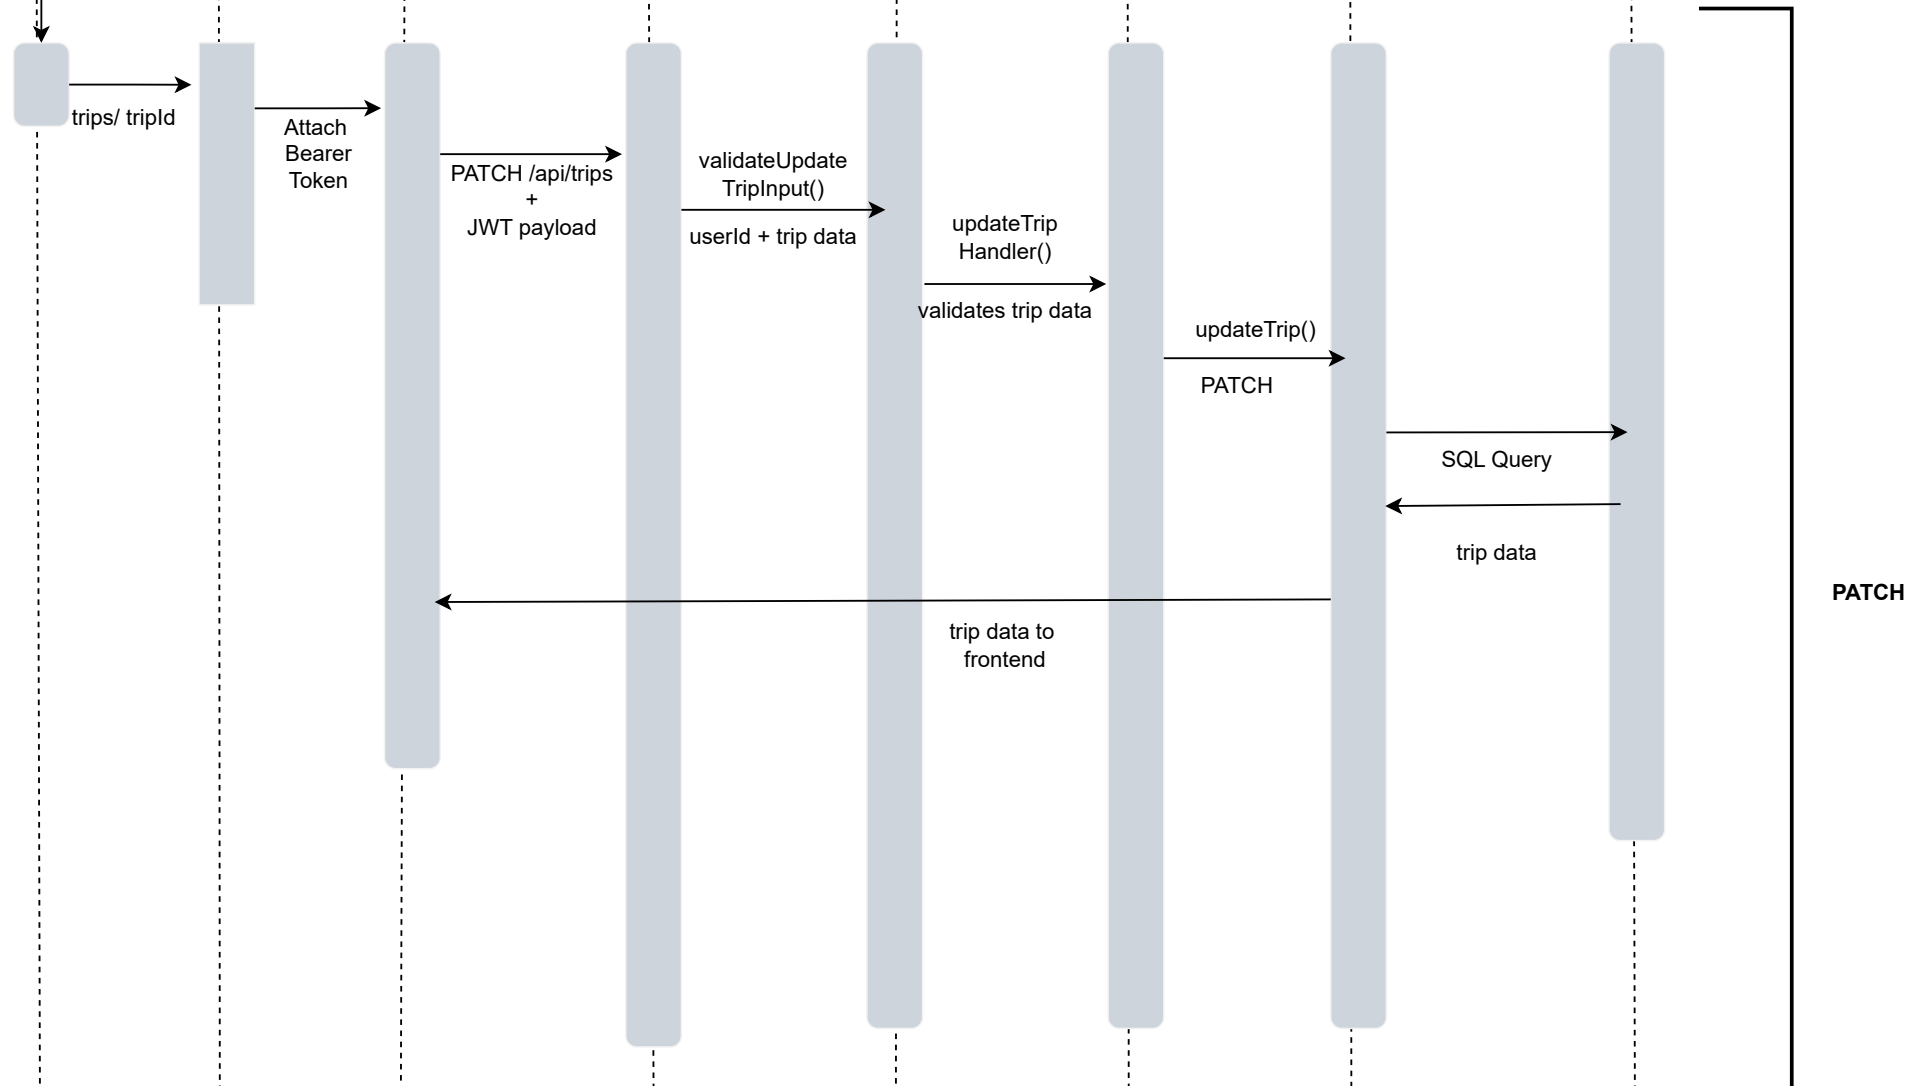 trips/ tripId
Attach
Bearer
Token
PATCH /api/trips
+
JWT payload
validateUpdate
TripInput()
userId + trip data
updateTrip
Handler()
validates trip data
updateTrip()
PATCH
SQL Query
trip data
trip data to
frontend
PATCH